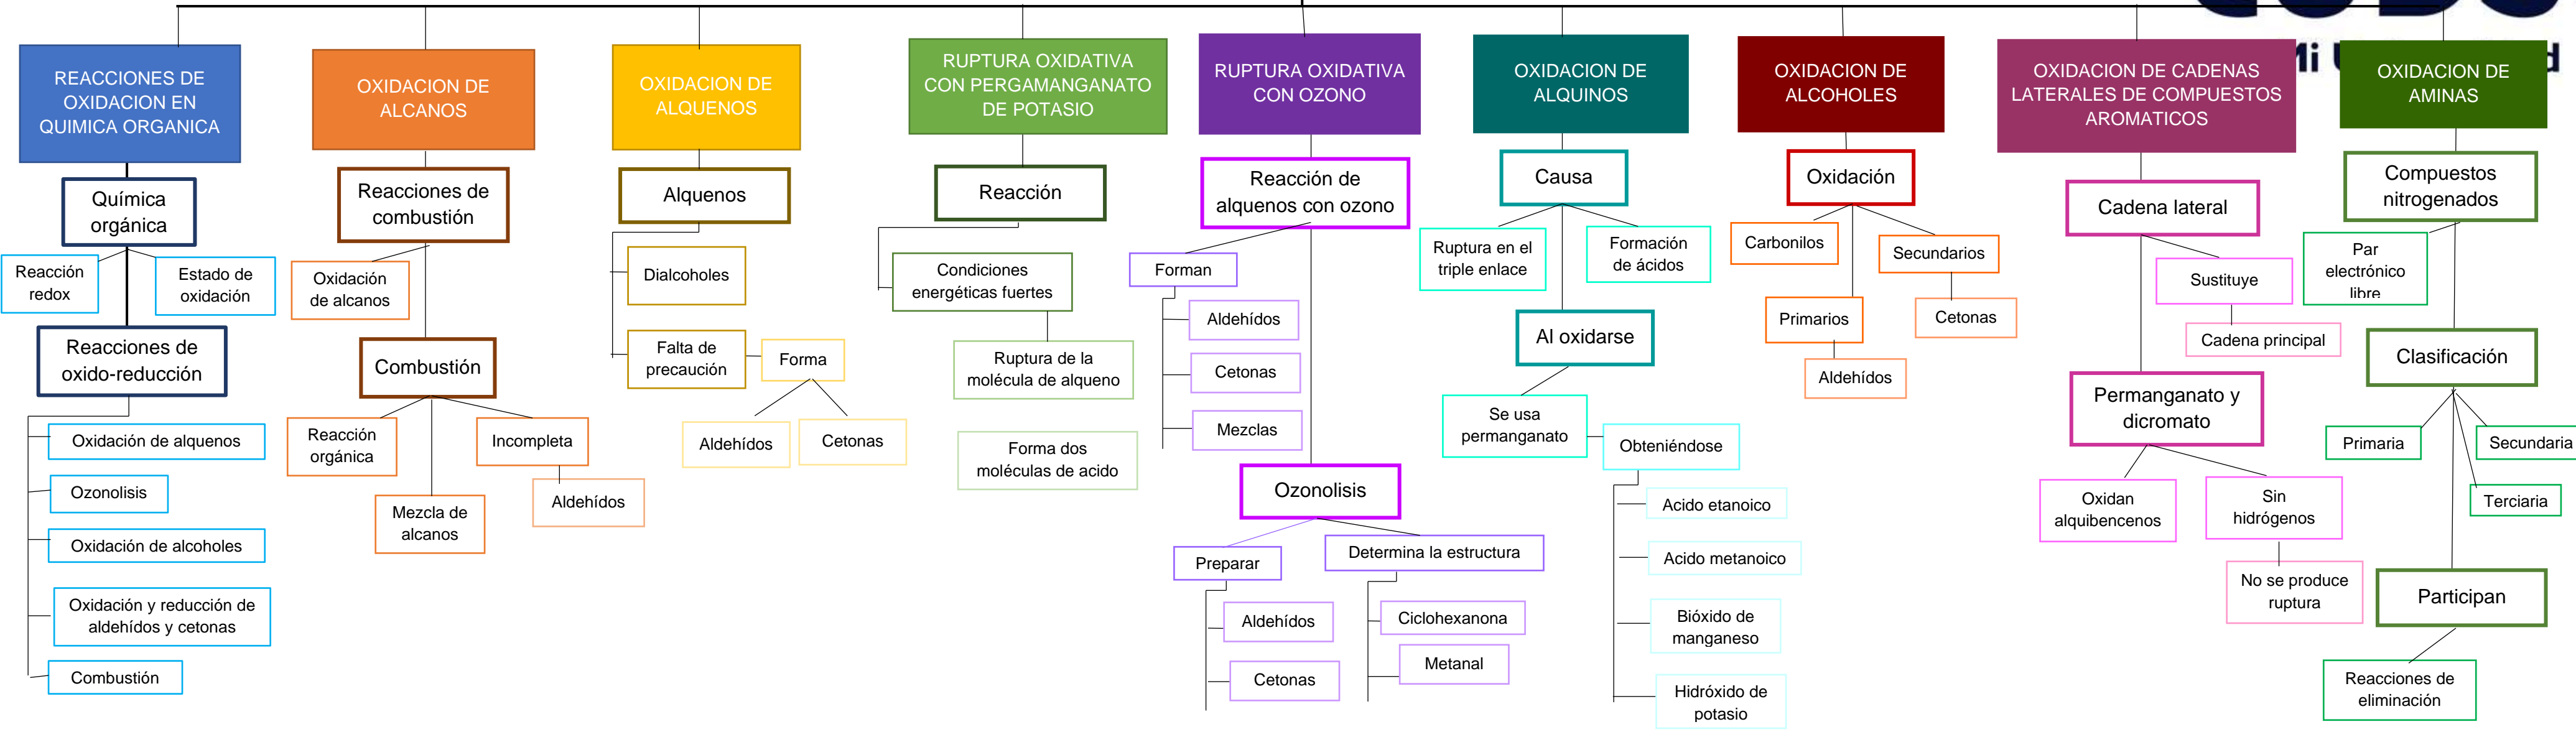 REACCIONES DE
OXIDACION EN
QUIMICA ORGANICA
Química
orgánica
Reacción
redox
Estado de
oxidación
Reacciones de
oxido-reducción
Oxidación de alquenos
Ozonolisis
Oxidación de alcoholes
Oxidación y reducción de
aldehídos y cetonas
Combustión
OXIDACION DE
ALCANOS
Reacciones de
combustión
Oxidación
de alcanos
Combustión
Reacción
orgánica
Incompleta
Mezcla de
alcanos
Aldehídos
OXIDACION DE
ALQUENOS
Alquenos
Dialcoholes
Falta de
precaución
Forma
Aldehídos
Cetonas
RUPTURA OXIDATIVA
CON PERGAMANGANATO
DE POTASIO
Reacción
Condiciones
energéticas fuertes
Ruptura de la
molécula de alqueno
Forma dos
moléculas de acido
RUPTURA OXIDATIVA
CON OZONO
Reacción de
alquenos con ozono
Forman
Aldehídos
Cetonas
Mezclas
Ozonolisis
Preparar
Aldehídos
Cetonas
Determina la estructura
Ciclohexanona
Metanal
OXIDACION DE
ALQUINOS
Causa
Ruptura en el
triple enlace
Formación
de ácidos
Al oxidarse
Se usa
permanganato
Obteniéndose
Acido etanoico
Acido metanoico
Bióxido de
manganeso
Hidróxido de
potasio
OXIDACION DE
ALCOHOLES
Oxidación
Carbonilos
Secundarios
Primarios
Cetonas
Aldehídos
OXIDACION DE CADENAS
LATERALES DE COMPUESTOS
AROMATICOS
Cadena lateral
Sustituye
Cadena principal
Permanganato y
dicromato
Oxidan
alquibencenos
Sin
hidrógenos
No se produce
ruptura
Mi
OXIDACION DE
AMINAS
Compuestos
nitrogenados
Par
electrónico
libre
Clasificación
Primaria
Secundaria
Terciaria
Participan
Reacciones de
eliminación